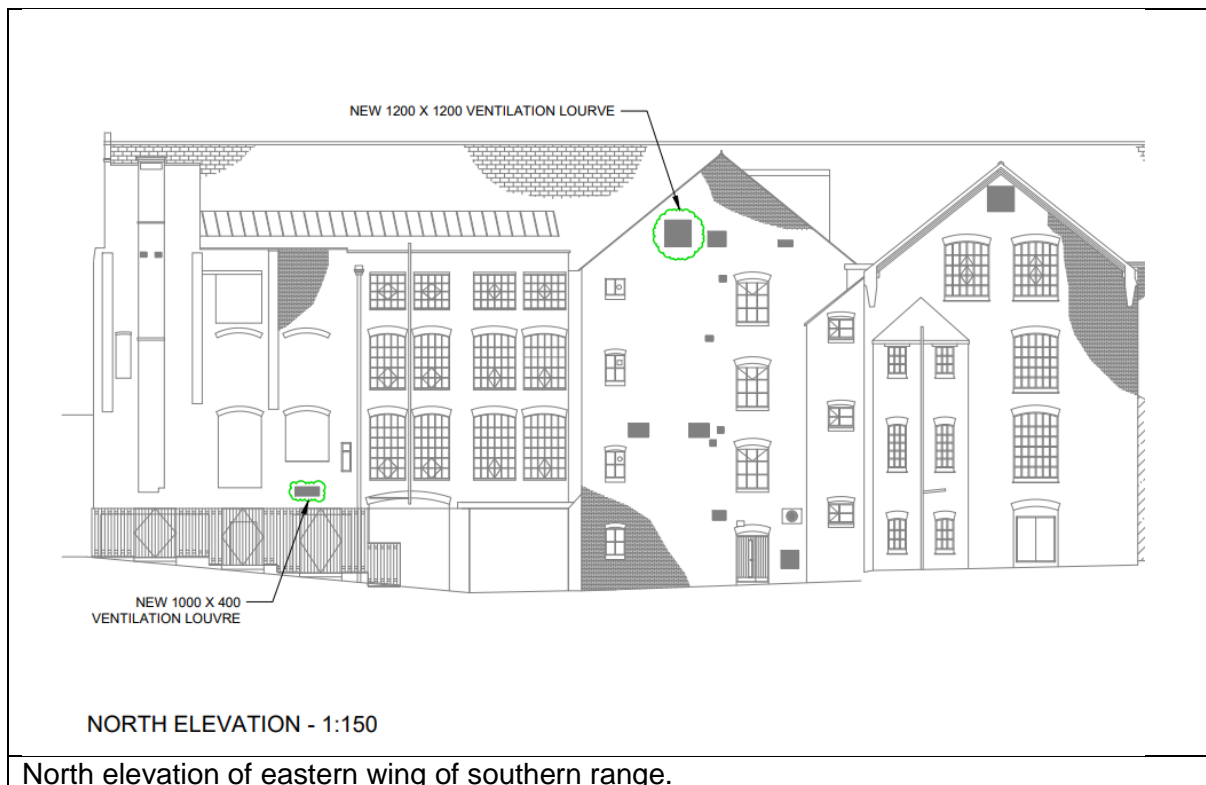 NEW 1200 X 1200 VENTILATION LOURVE
NEW 1000 X 400
VENTILATION LOUVRE
NORTH ELEVATION - 1:150
North elevation of eastern wing of southern range.